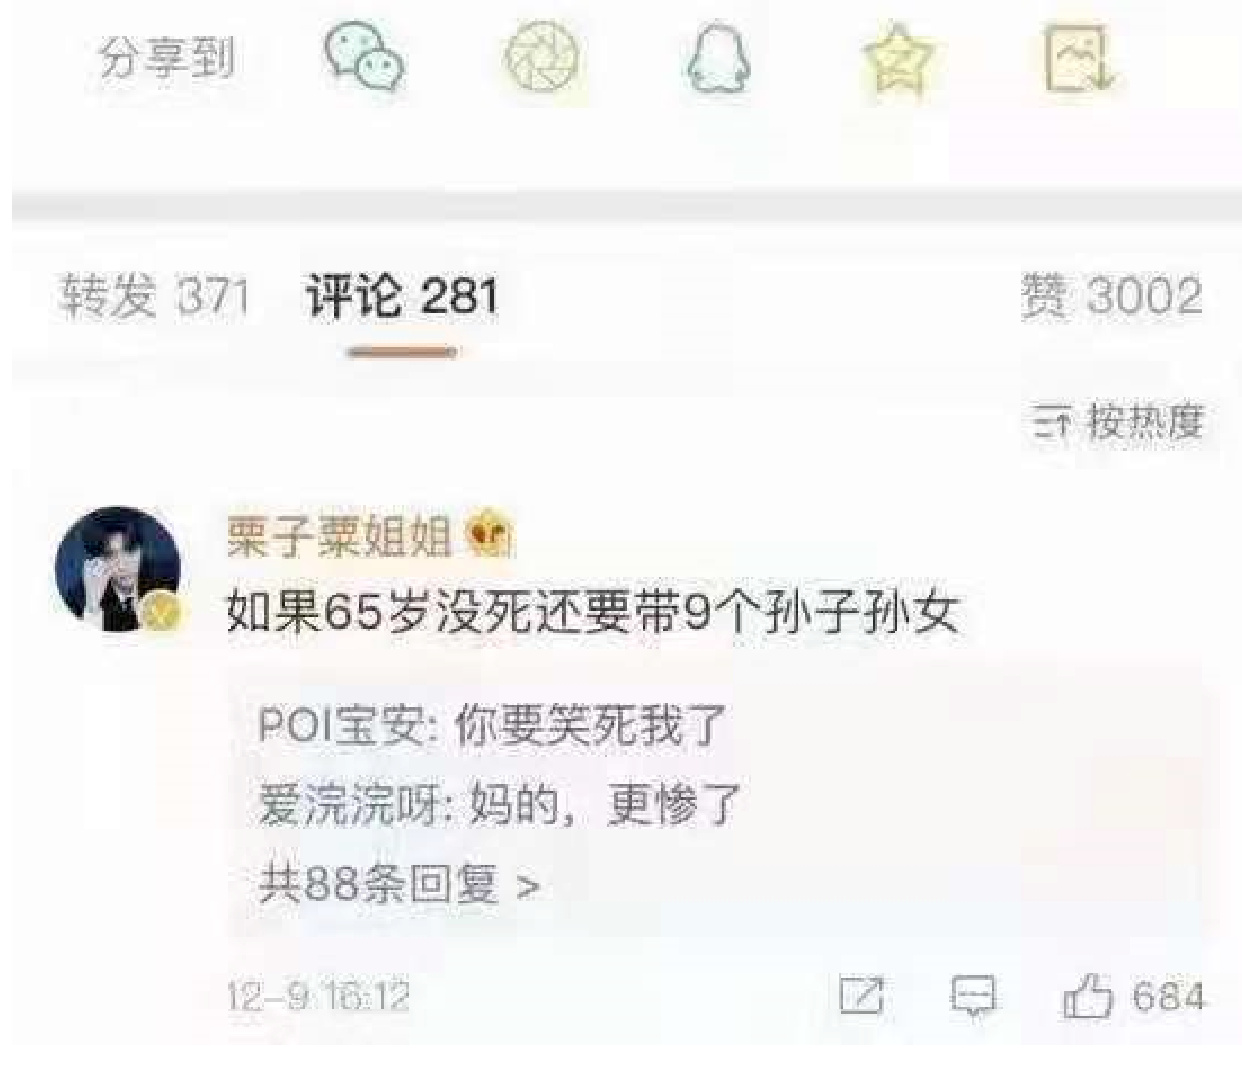 分享到
转发 371 评论 281 赞 3002
按热度
栗子粟姐姐
如果65岁没死还要带9个孙子孙女
POI宝安: 你要笑死我了
爱浣浣呀: 妈的，更惨了
共88条回复 >
12-9 16:12 684